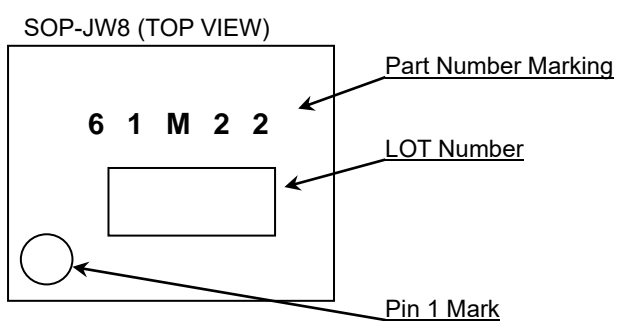 SOP-JW8 (TOP VIEW)
Part Number Marking
6 1 M 2 2
LOT Number
Pin 1 Mark